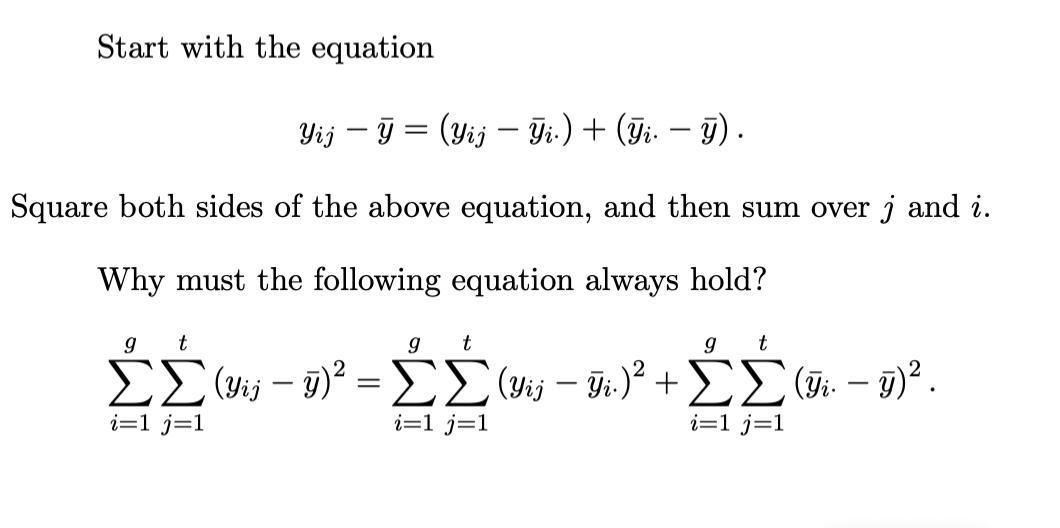 Start with the equation
y_{ij} − ȳ = (y_{ij} − ȳ_{i·}) + (ȳ_{i·} − ȳ) .
Square both sides of the above equation, and then sum over j and i.
Why must the following equation always hold?
∑_{i=1}^{g} ∑_{j=1}^{t} (y_{ij} − ȳ)² = ∑_{i=1}^{g} ∑_{j=1}^{t} (y_{ij} − ȳ_{i·})² + ∑_{i=1}^{g} ∑_{j=1}^{t} (ȳ_{i·} − ȳ)² .